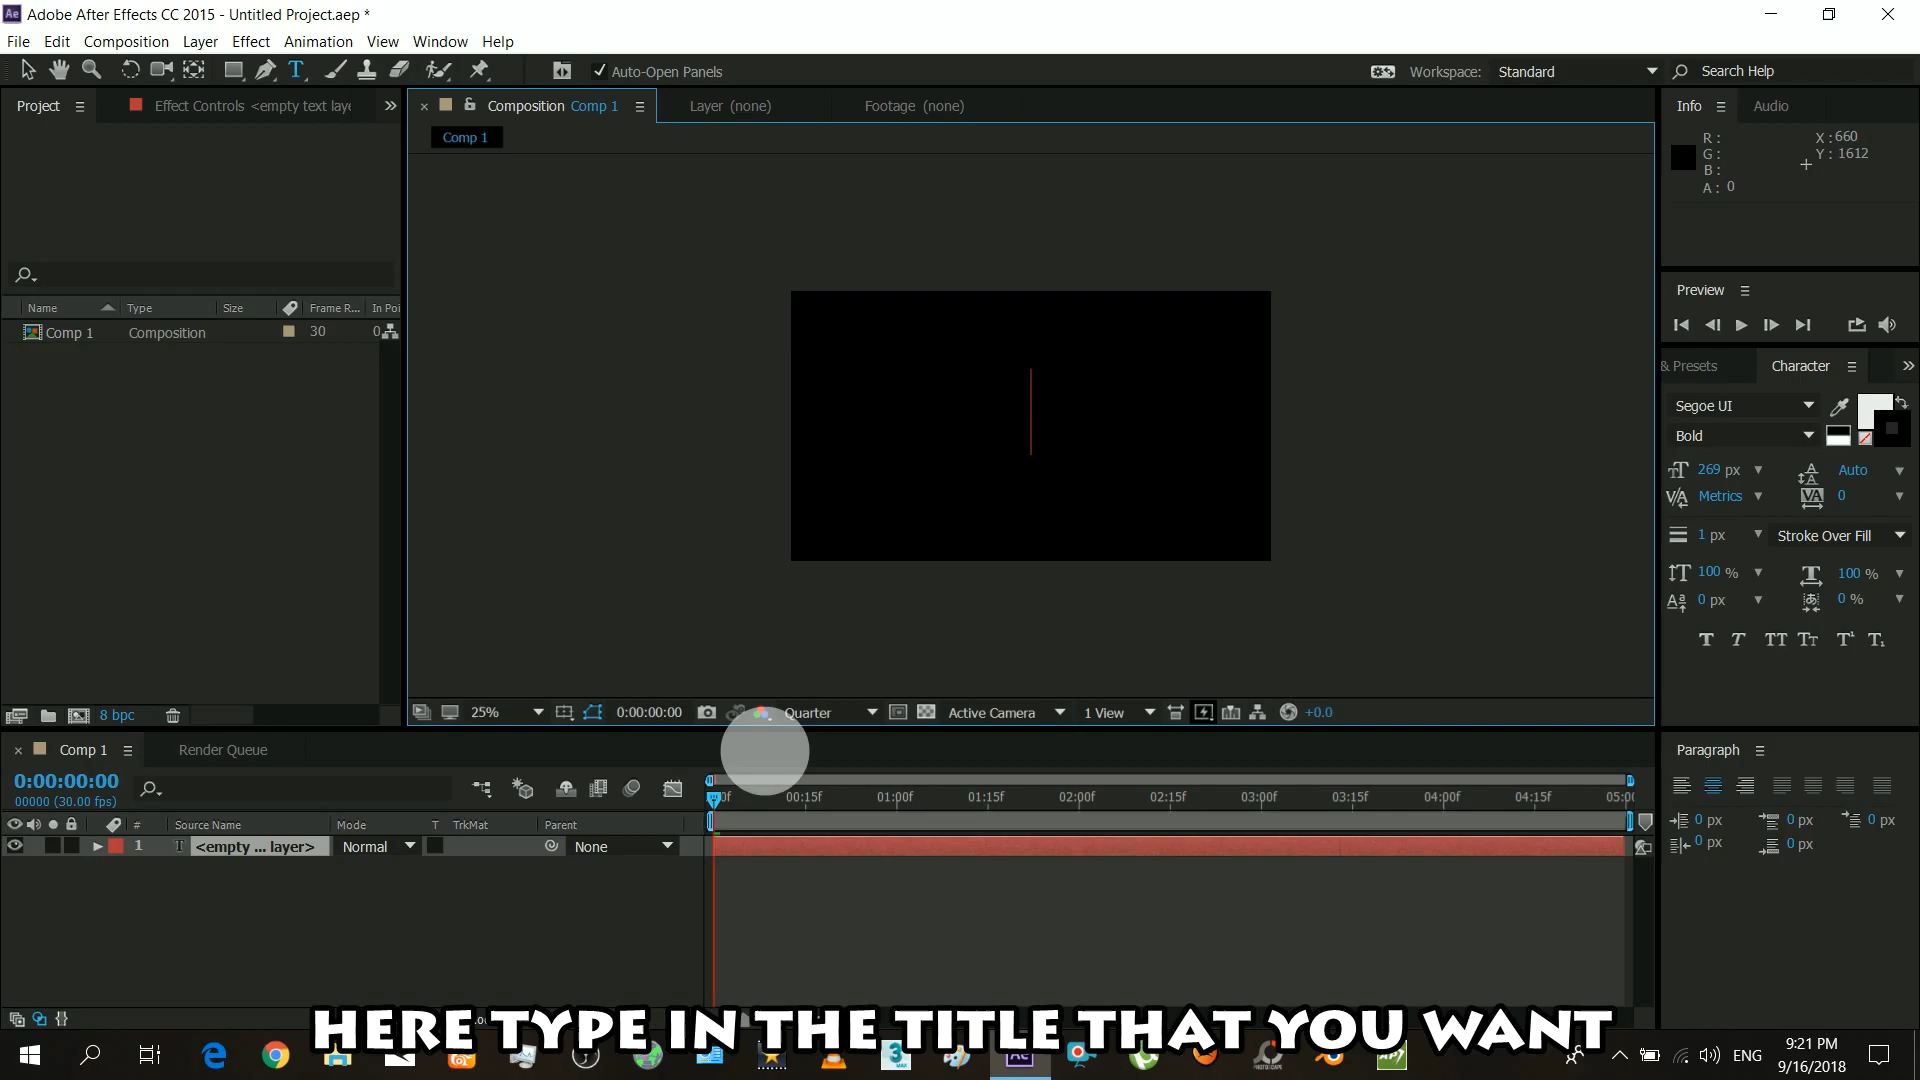 Adobe After Effects CC 2015 - Untitled Project.aep *
File Edit Composition Layer Effect Animation View Window Help
Auto-Open Panels Workspace: Standard Search Help
Project Effect Controls <empty text laye
Composition Comp 1 Layer (none) Footage (none)
Info Audio
Comp 1
R : X : 660
G : Y : 1612
B :
A : 0
Preview
Name Type Size Frame R... In Poi
Comp 1 Composition 30 0
& Presets Character
Segoe UI
Bold
269 px Auto
Metrics 0
1 px Stroke Over Fill
100 % 100 %
0 px 0 %
8 bpc
25% 0:00:00:00 Quarter Active Camera 1 View +0.0
Comp 1 Render Queue
Paragraph
0:00:00:00
00000 (30.00 fps)
0f 00:15f 01:00f 01:15f 02:00f 02:15f 03:00f 03:15f 04:00f 04:15f 05:0
# Source Name Mode T TrkMat Parent
1 T <empty ... layer> Normal None
0 px 0 px 0 px
0 px 0 px
HERE TYPE IN THE TITLE THAT YOU WANT
ENG
9:21 PM
9/16/2018